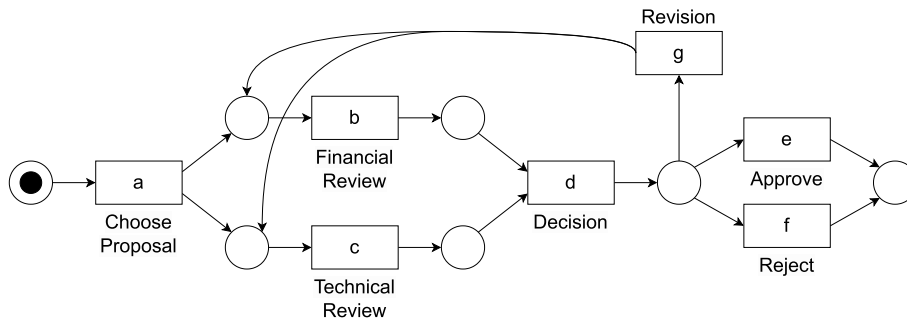 Revision
g
b
Financial
Review
a
Choose
Proposal
d
Decision
e
Approve
f
Reject
c
Technical
Review